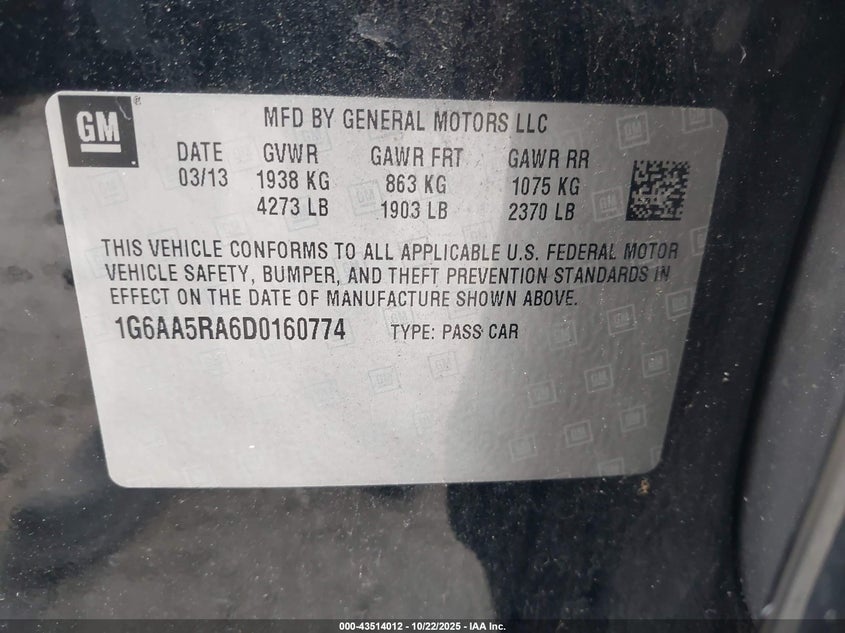 GM
MFD BY GENERAL MOTORS LLC
DATE GVWR GAWR FRT GAWR RR
03/13 1938 KG 863 KG 1075 KG
4273 LB 1903 LB 2370 LB
THIS VEHICLE CONFORMS TO ALL APPLICABLE U.S. FEDERAL MOTOR
VEHICLE SAFETY, BUMPER, AND THEFT PREVENTION STANDARDS IN
EFFECT ON THE DATE OF MANUFACTURE SHOWN ABOVE.
1G6AA5RA6D0160774 TYPE: PASS CAR
000-43514012 - 10/22/2025 - IAA Inc.